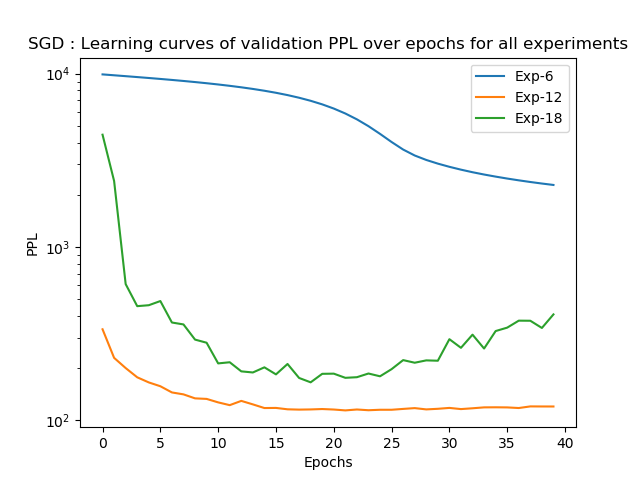 SGD : Learning curves of validation PPL over epochs for all experiments
Exp-6
Exp-12
Exp-18
PPL
10⁴
10³
10²
0 5 10 15 20 25 30 35 40
Epochs